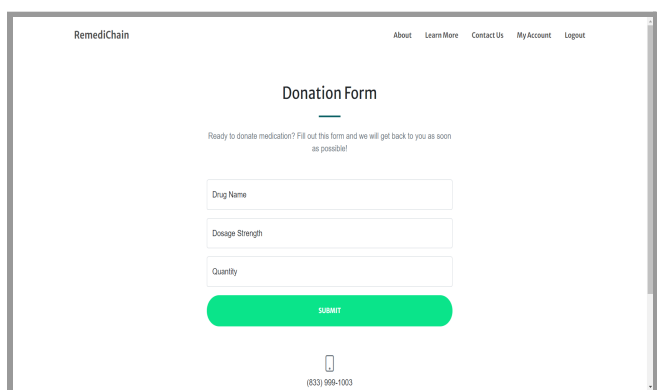 RemediChain
About Learn More Contact Us My Account Logout
Donation Form
Ready to donate medication? Fill out this form and we will get back to you as soon
as possible!
Drug Name
Dosage Strength
Quantity
SUBMIT
(833) 999-1003